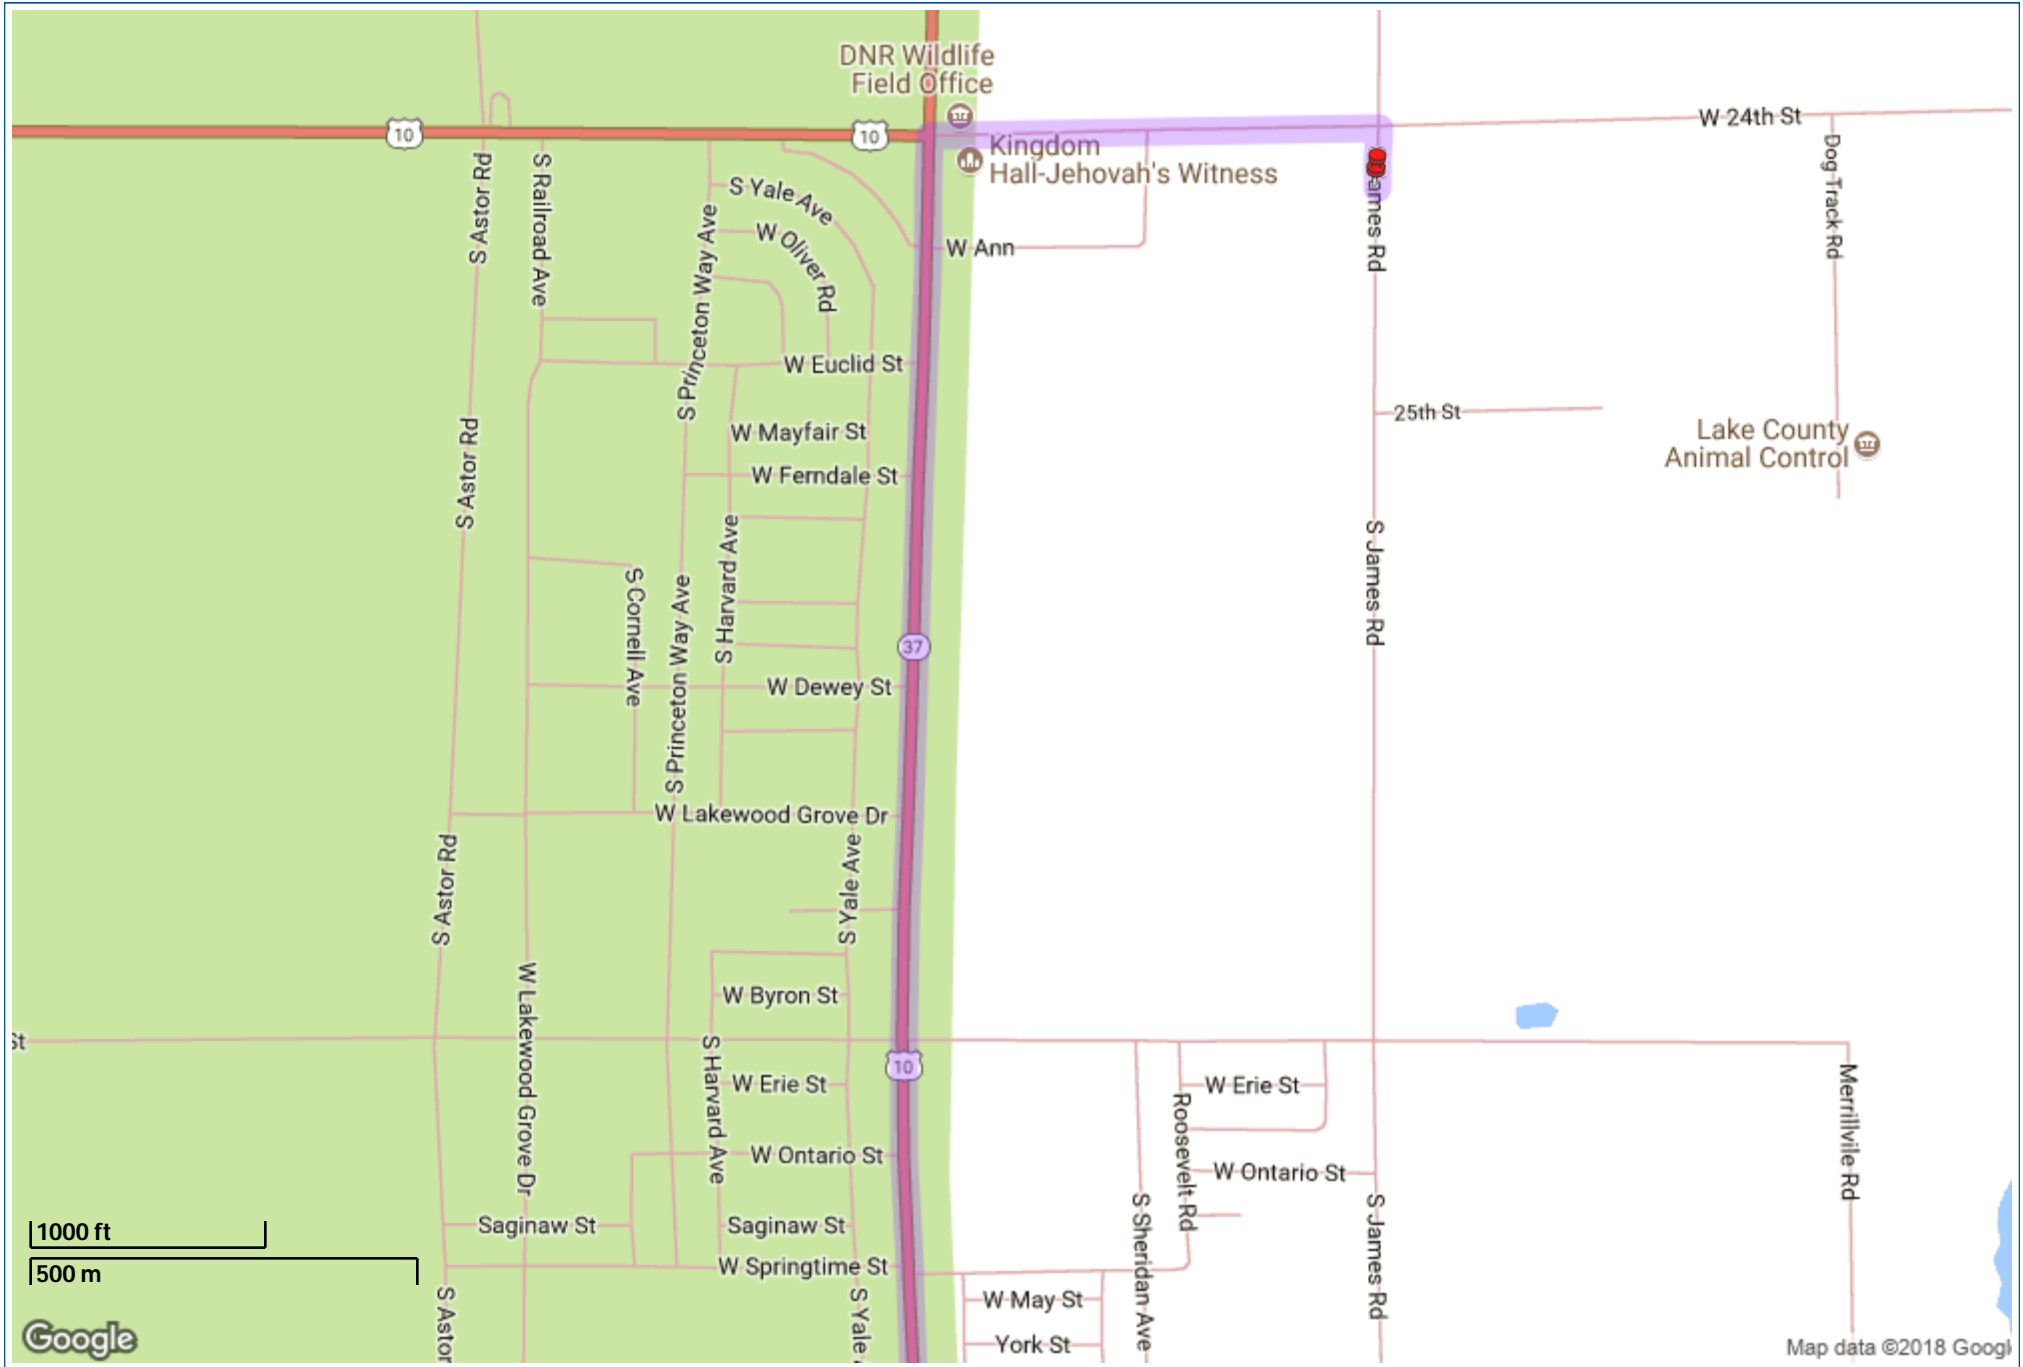 DNR Wildlife
Field Office
10
10
W 24th St
Kingdom
Hall-Jehovah's Witness
S Astor Rd
S Railroad Ave
S Yale Ave
W Oliver Rd
S Princeton Way Ave
W Ann
ames Rd
Dog Track Rd
W Euclid St
25th St
W Mayfair St
Lake County
Animal Control
S Astor Rd
W Ferndale St
S Harvard Ave
S James Rd
S Cornell Ave
S Princeton Way Ave
37
W Dewey St
W Lakewood Grove Dr
S Astor Rd
S Yale Ave
W Lakewood Grove Dr
W Byron St
St
S Harvard Ave
10
W Erie St
W Erie St
Roosevelt Rd
Merrillville Rd
W Ontario St
W Ontario St
S Sheridan Ave
S James Rd
1000 ft
500 m
Saginaw St
Saginaw St
W Springtime St
S Astor
S Yale
W May St
York St
Google
Map data ©2018 Googl